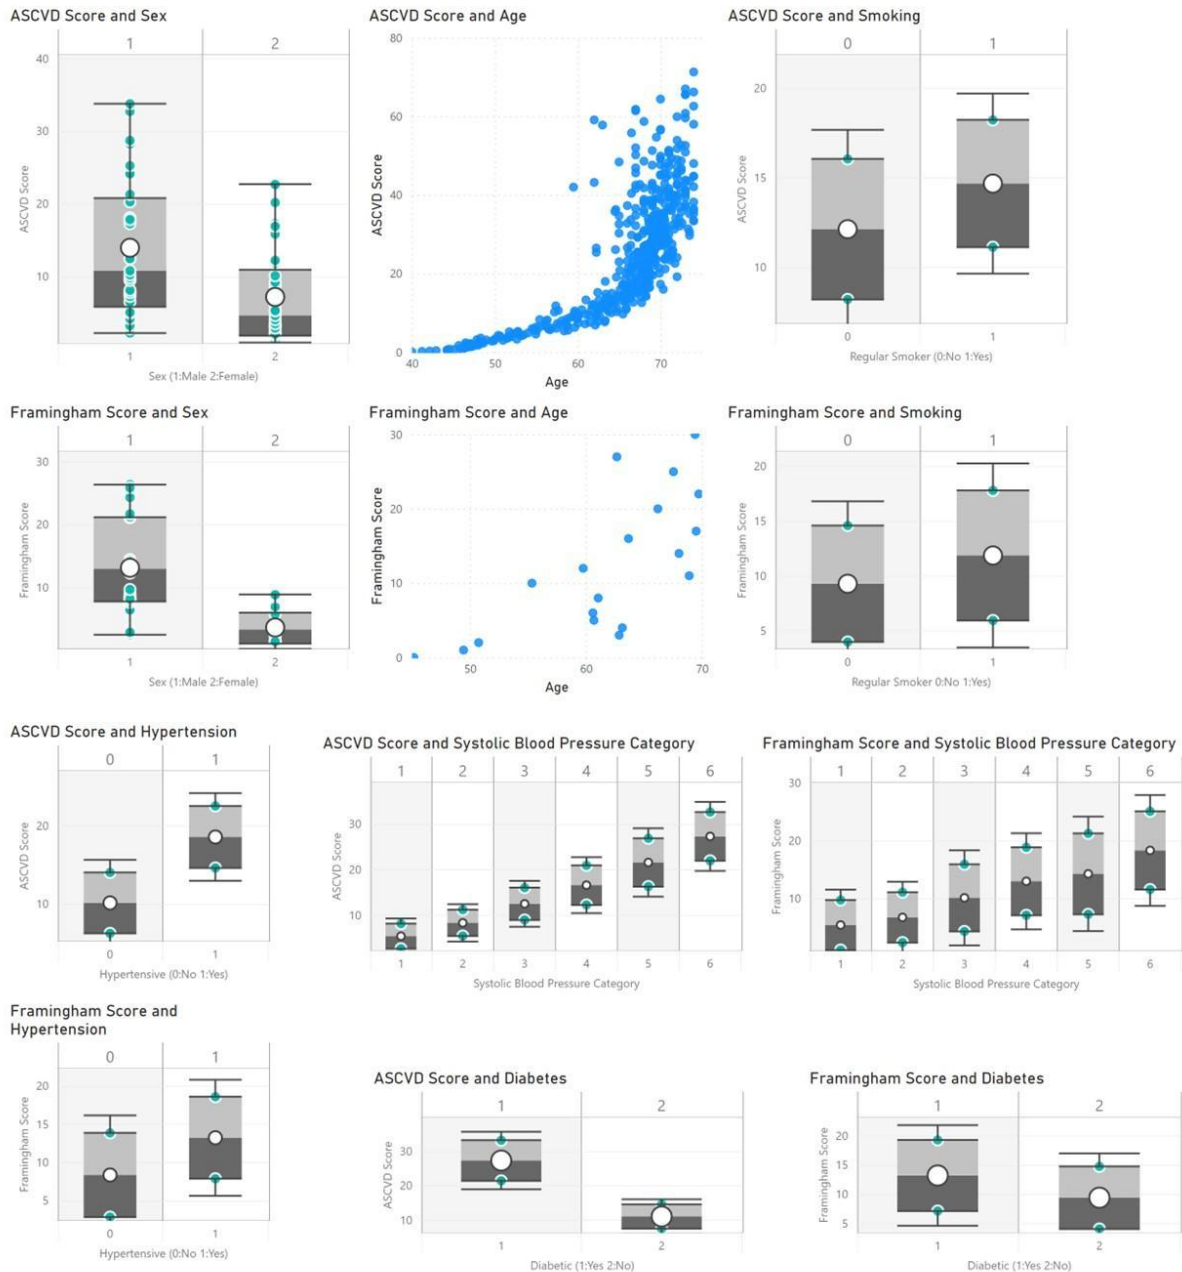 ASCVD Score and Sex
1 2
40
30
20
10
ASCVD Score
1 2
Sex (1:Male 2:Female)
ASCVD Score and Age
80
60
40
20
0
ASCVD Score
40 50 60 70
Age
ASCVD Score and Smoking
0 1
20
15
10
ASCVD Score
0 1
Regular Smoker (0:No 1:Yes)
Framingham Score and Sex
1 2
30
20
10
Framingham Score
1 2
Sex (1:Male 2:Female)
Framingham Score and Age
30
20
10
0
Framingham Score
50 60 70
Age
Framingham Score and Smoking
0 1
20
15
10
5
Framingham Score
0 1
Regular Smoker 0:No 1:Yes)
ASCVD Score and Hypertension
0 1
20
10
ASCVD Score
0 1
Hypertensive (0:No 1:Yes)
ASCVD Score and Systolic Blood Pressure Category
1 2 3 4 5 6
30
20
10
ASCVD Score
1 2 3 4 5 6
Systolic Blood Pressure Category
Framingham Score and Systolic Blood Pressure Category
1 2 3 4 5 6
30
20
10
Framingham Score
1 2 3 4 5 6
Systolic Blood Pressure Category
Framingham Score and
Hypertension
0 1
20
15
10
5
Framingham Score
0 1
Hypertensive (0:No 1:Yes)
ASCVD Score and Diabetes
1 2
30
20
10
ASCVD Score
1 2
Diabetic (1:Yes 2:No)
Framingham Score and Diabetes
1 2
20
15
10
5
Framingham Score
1 2
Diabetic (1:Yes 2:No)